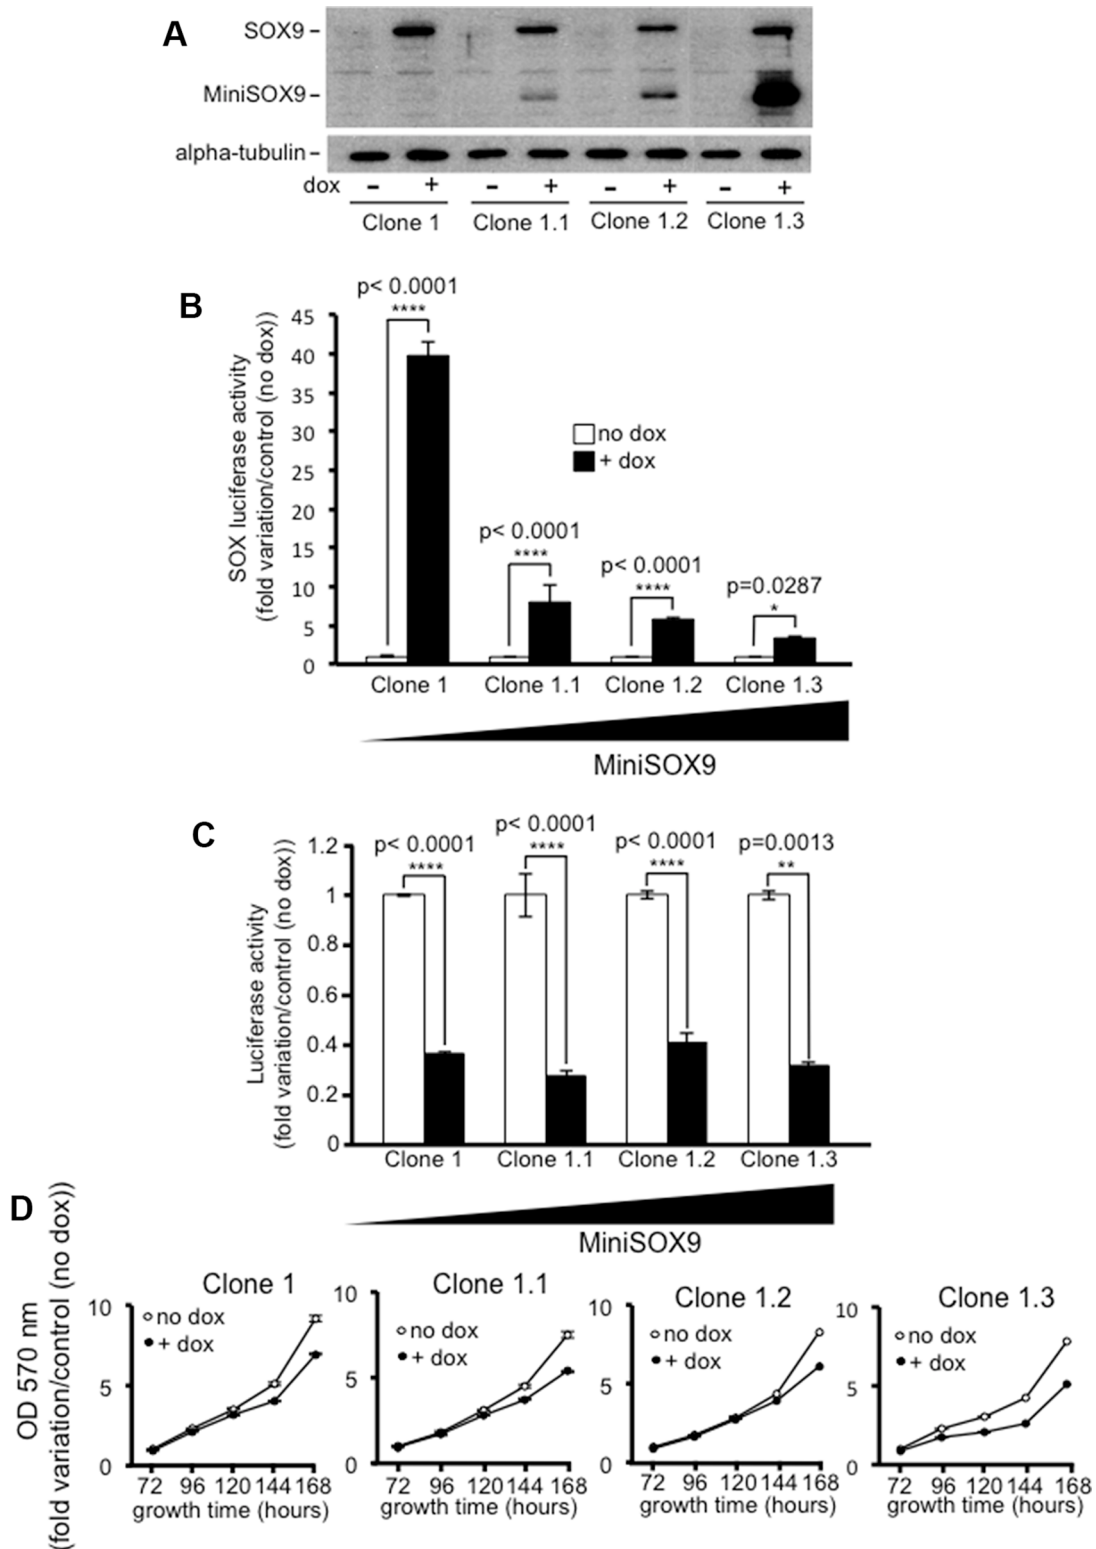 A
SOX9 –
MiniSOX9 –
alpha-tubulin –
dox – + – + – + – +
Clone 1 Clone 1.1 Clone 1.2 Clone 1.3
B
SOX luciferase activity
(fold variation/control (no dox))
45
40
35
30
25
20
15
10
5
0
p< 0.0001
****
p< 0.0001
****
p< 0.0001
****
p=0.0287
*
no dox
+ dox
Clone 1 Clone 1.1 Clone 1.2 Clone 1.3
MiniSOX9
C
Luciferase activity
(fold variation/control (no dox))
1.2
1
0.8
0.6
0.4
0.2
0
p< 0.0001
****
p< 0.0001
****
p< 0.0001
****
p=0.0013
**
Clone 1 Clone 1.1 Clone 1.2 Clone 1.3
MiniSOX9
D
OD 570 nm
(fold variation/control (no dox))
Clone 1
10
5
0
no dox
+ dox
72 96 120 144 168
growth time (hours)
Clone 1.1
10
5
0
no dox
+ dox
72 96 120 144 168
growth time (hours)
Clone 1.2
10
5
0
no dox
+ dox
72 96 120 144 168
growth time (hours)
Clone 1.3
10
5
0
no dox
+ dox
72 96 120 144 168
growth time (hours)